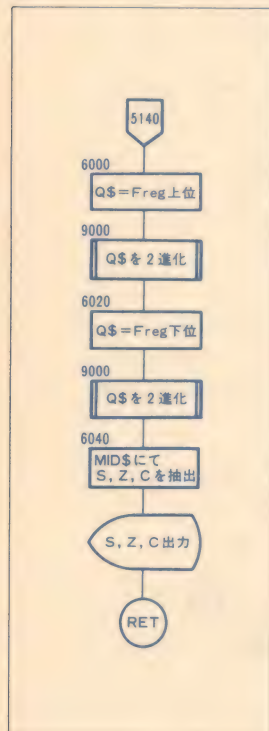 5140
6000
Q$=Freg上位
9000
Q$を2進化
6020
Q$=Freg下位
9000
Q$を2進化
6040
MID$にて
S, Z, Cを抽出
S, Z, C出力
RET